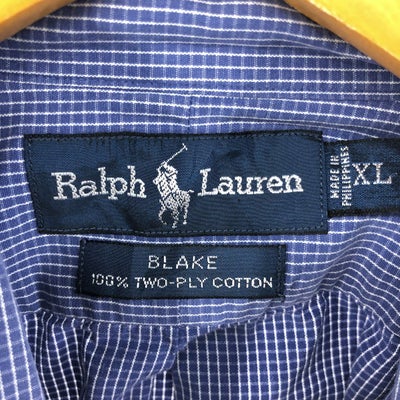 Ralph Lauren
MADE IN
PHILIPPINES
XL
BLAKE
100% TWO-PLY COTTON